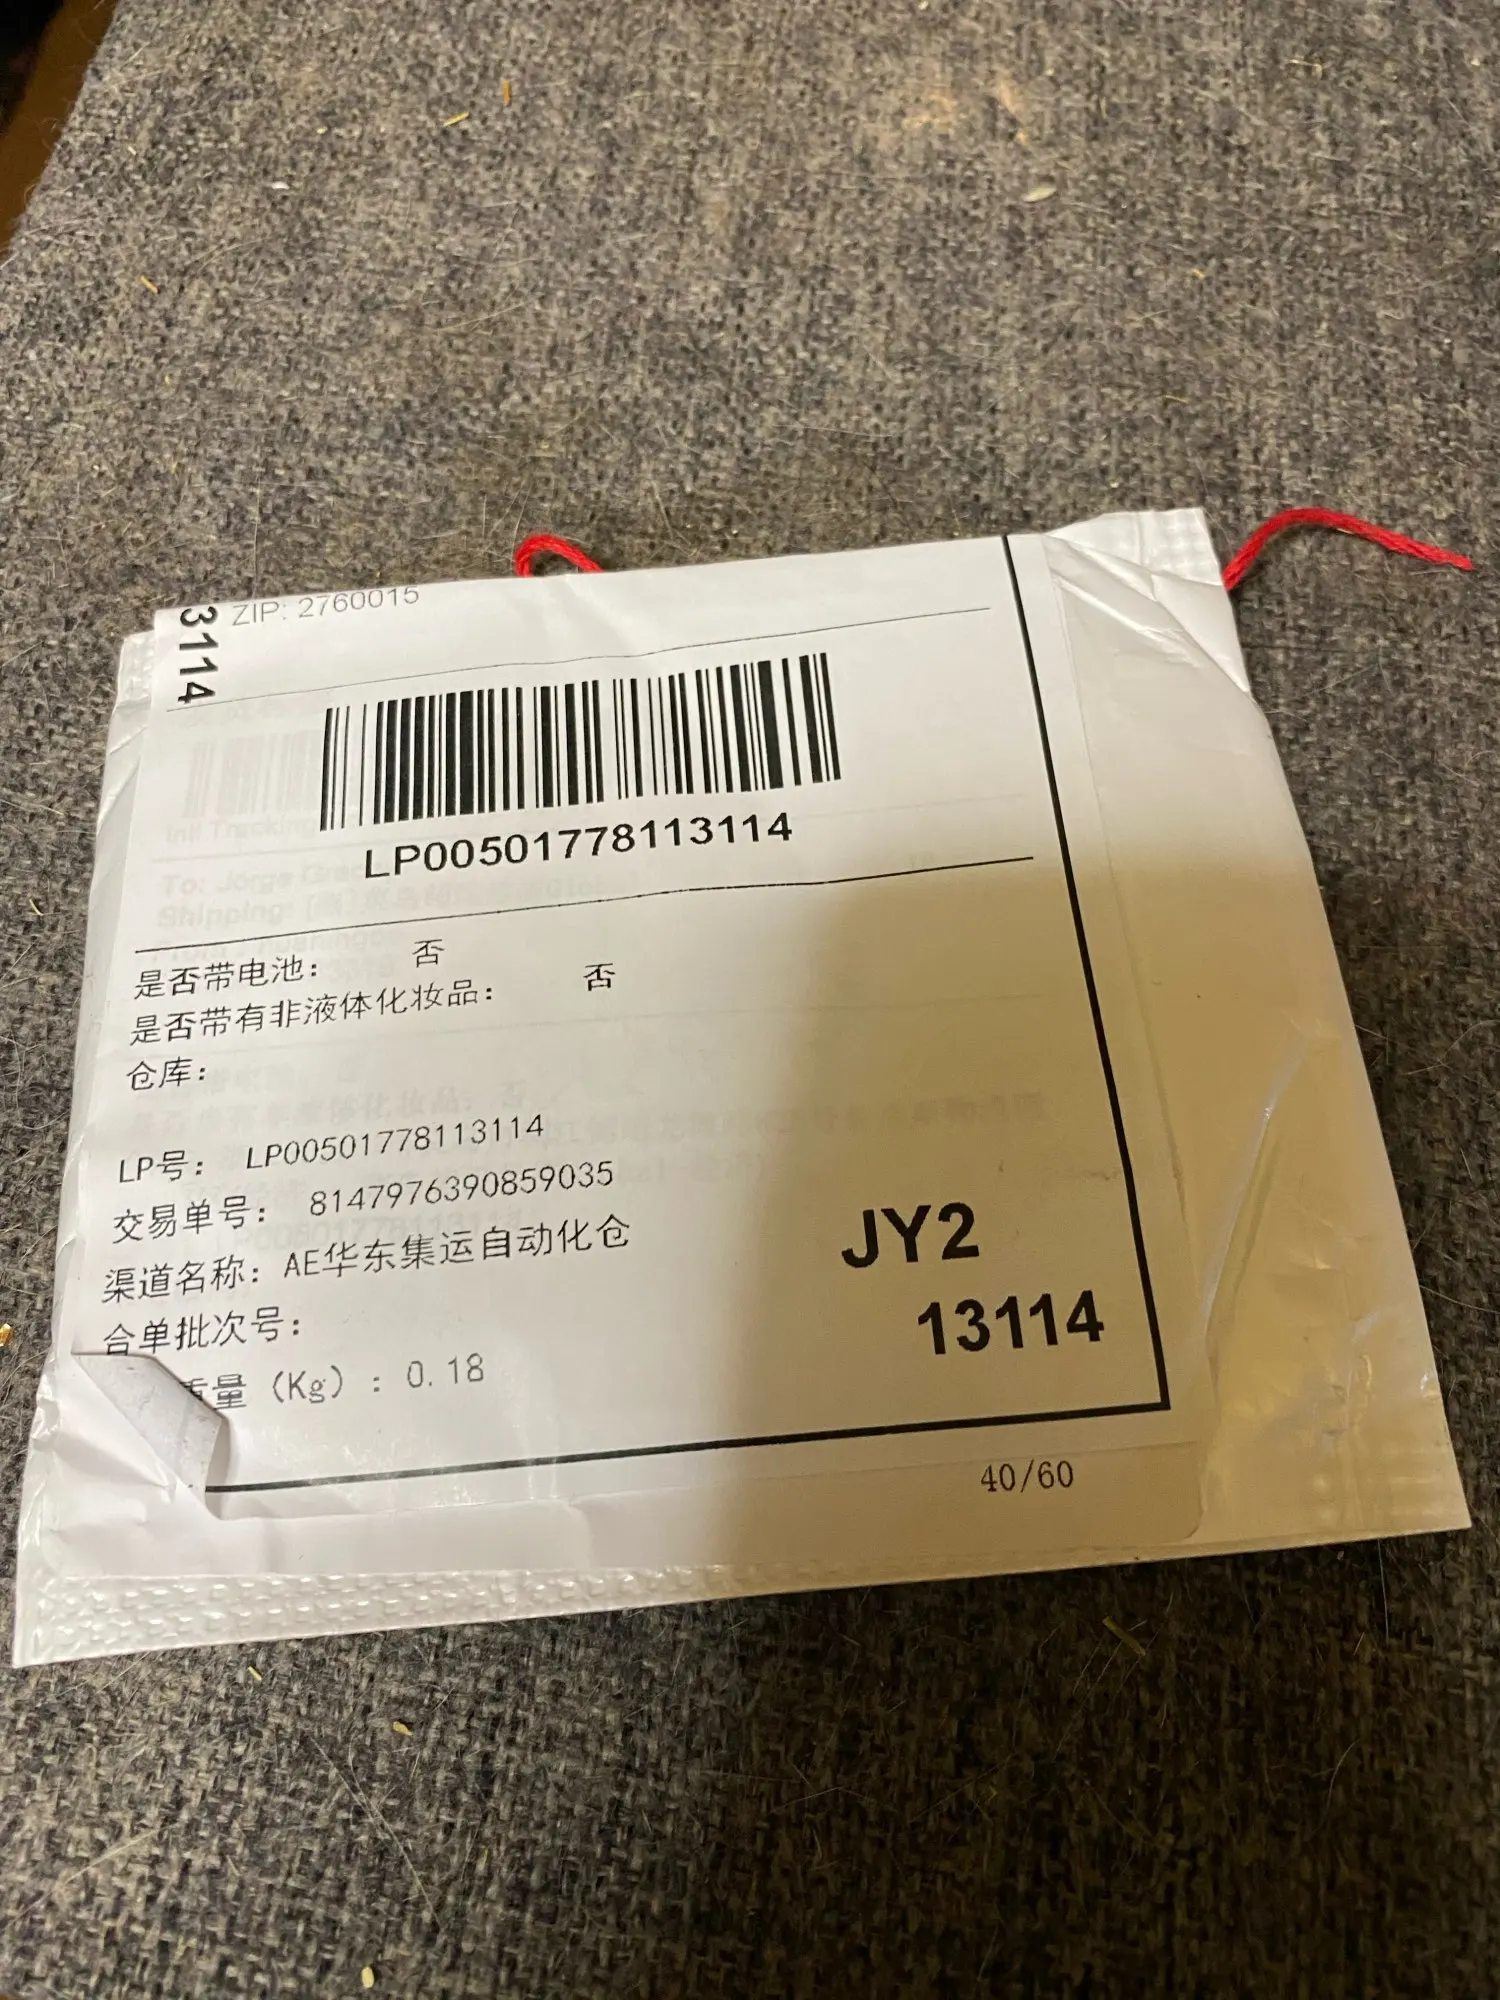 3114
ZIP: 2760015
LP00501778113114
是否带电池： 否
是否带有非液体化妆品： 否
仓库：
LP号： LP00501778113114
交易单号： 8147976390859035
渠道名称： AE华东集运自动化仓
合单批次号：
重量（Kg）：0.18
JY2
13114
40/60